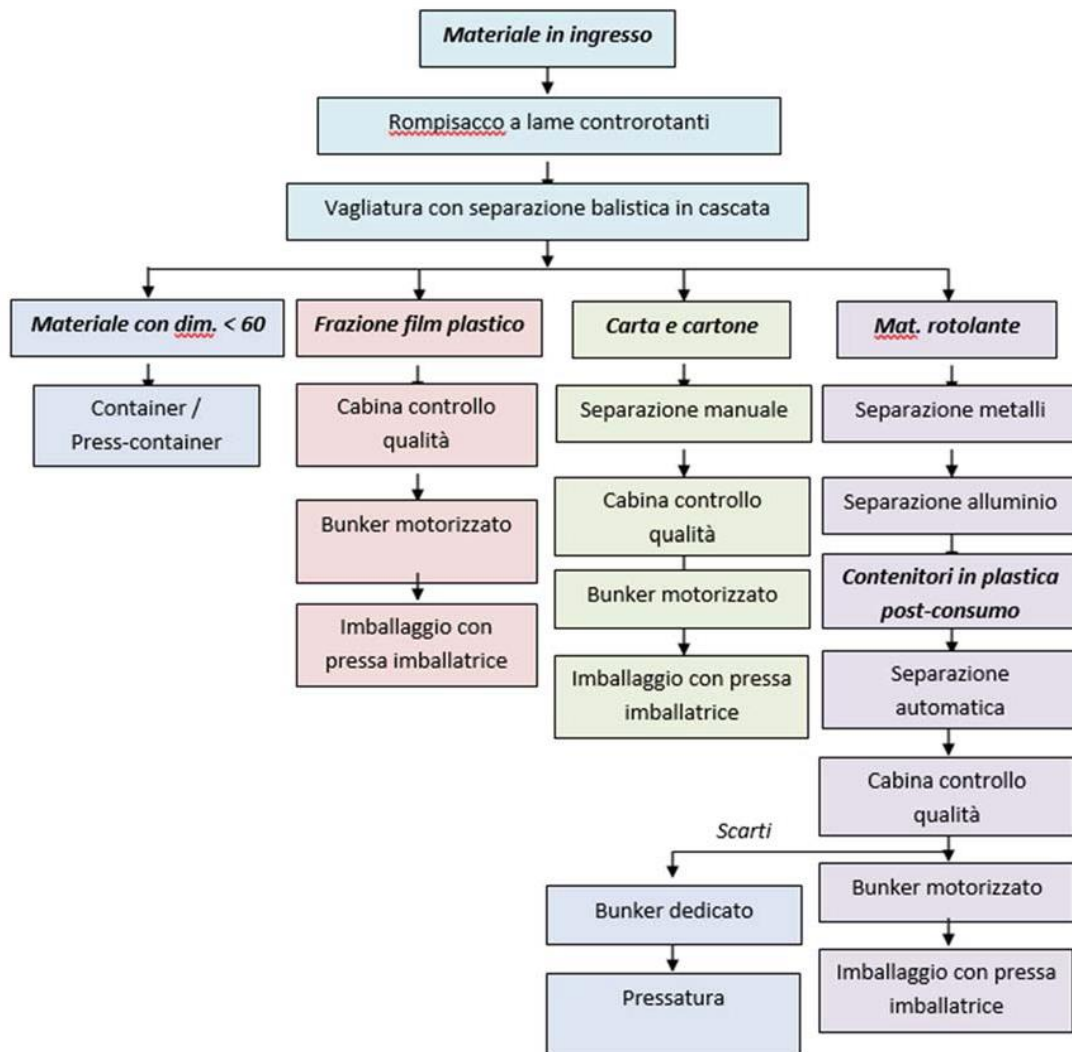 Materiale in ingresso
Rompisacco a lame controrotanti
Vagliatura con separazione balistica in cascata
Materiale con dim. < 60
Frazione film plastico
Carta e cartone
Mat. rotolante
Container /
Press-container
Cabina controllo
qualità
Separazione manuale
Separazione metalli
Bunker motorizzato
Cabina controllo
qualità
Separazione alluminio
Imballaggio con
pressa imballatrice
Bunker motorizzato
Contenitori in plastica
post-consumo
Imballaggio con pressa
imballatrice
Separazione
automatica
Cabina controllo
qualità
Scarti
Bunker dedicato
Bunker motorizzato
Pressatura
Imballaggio con pressa
imballatrice